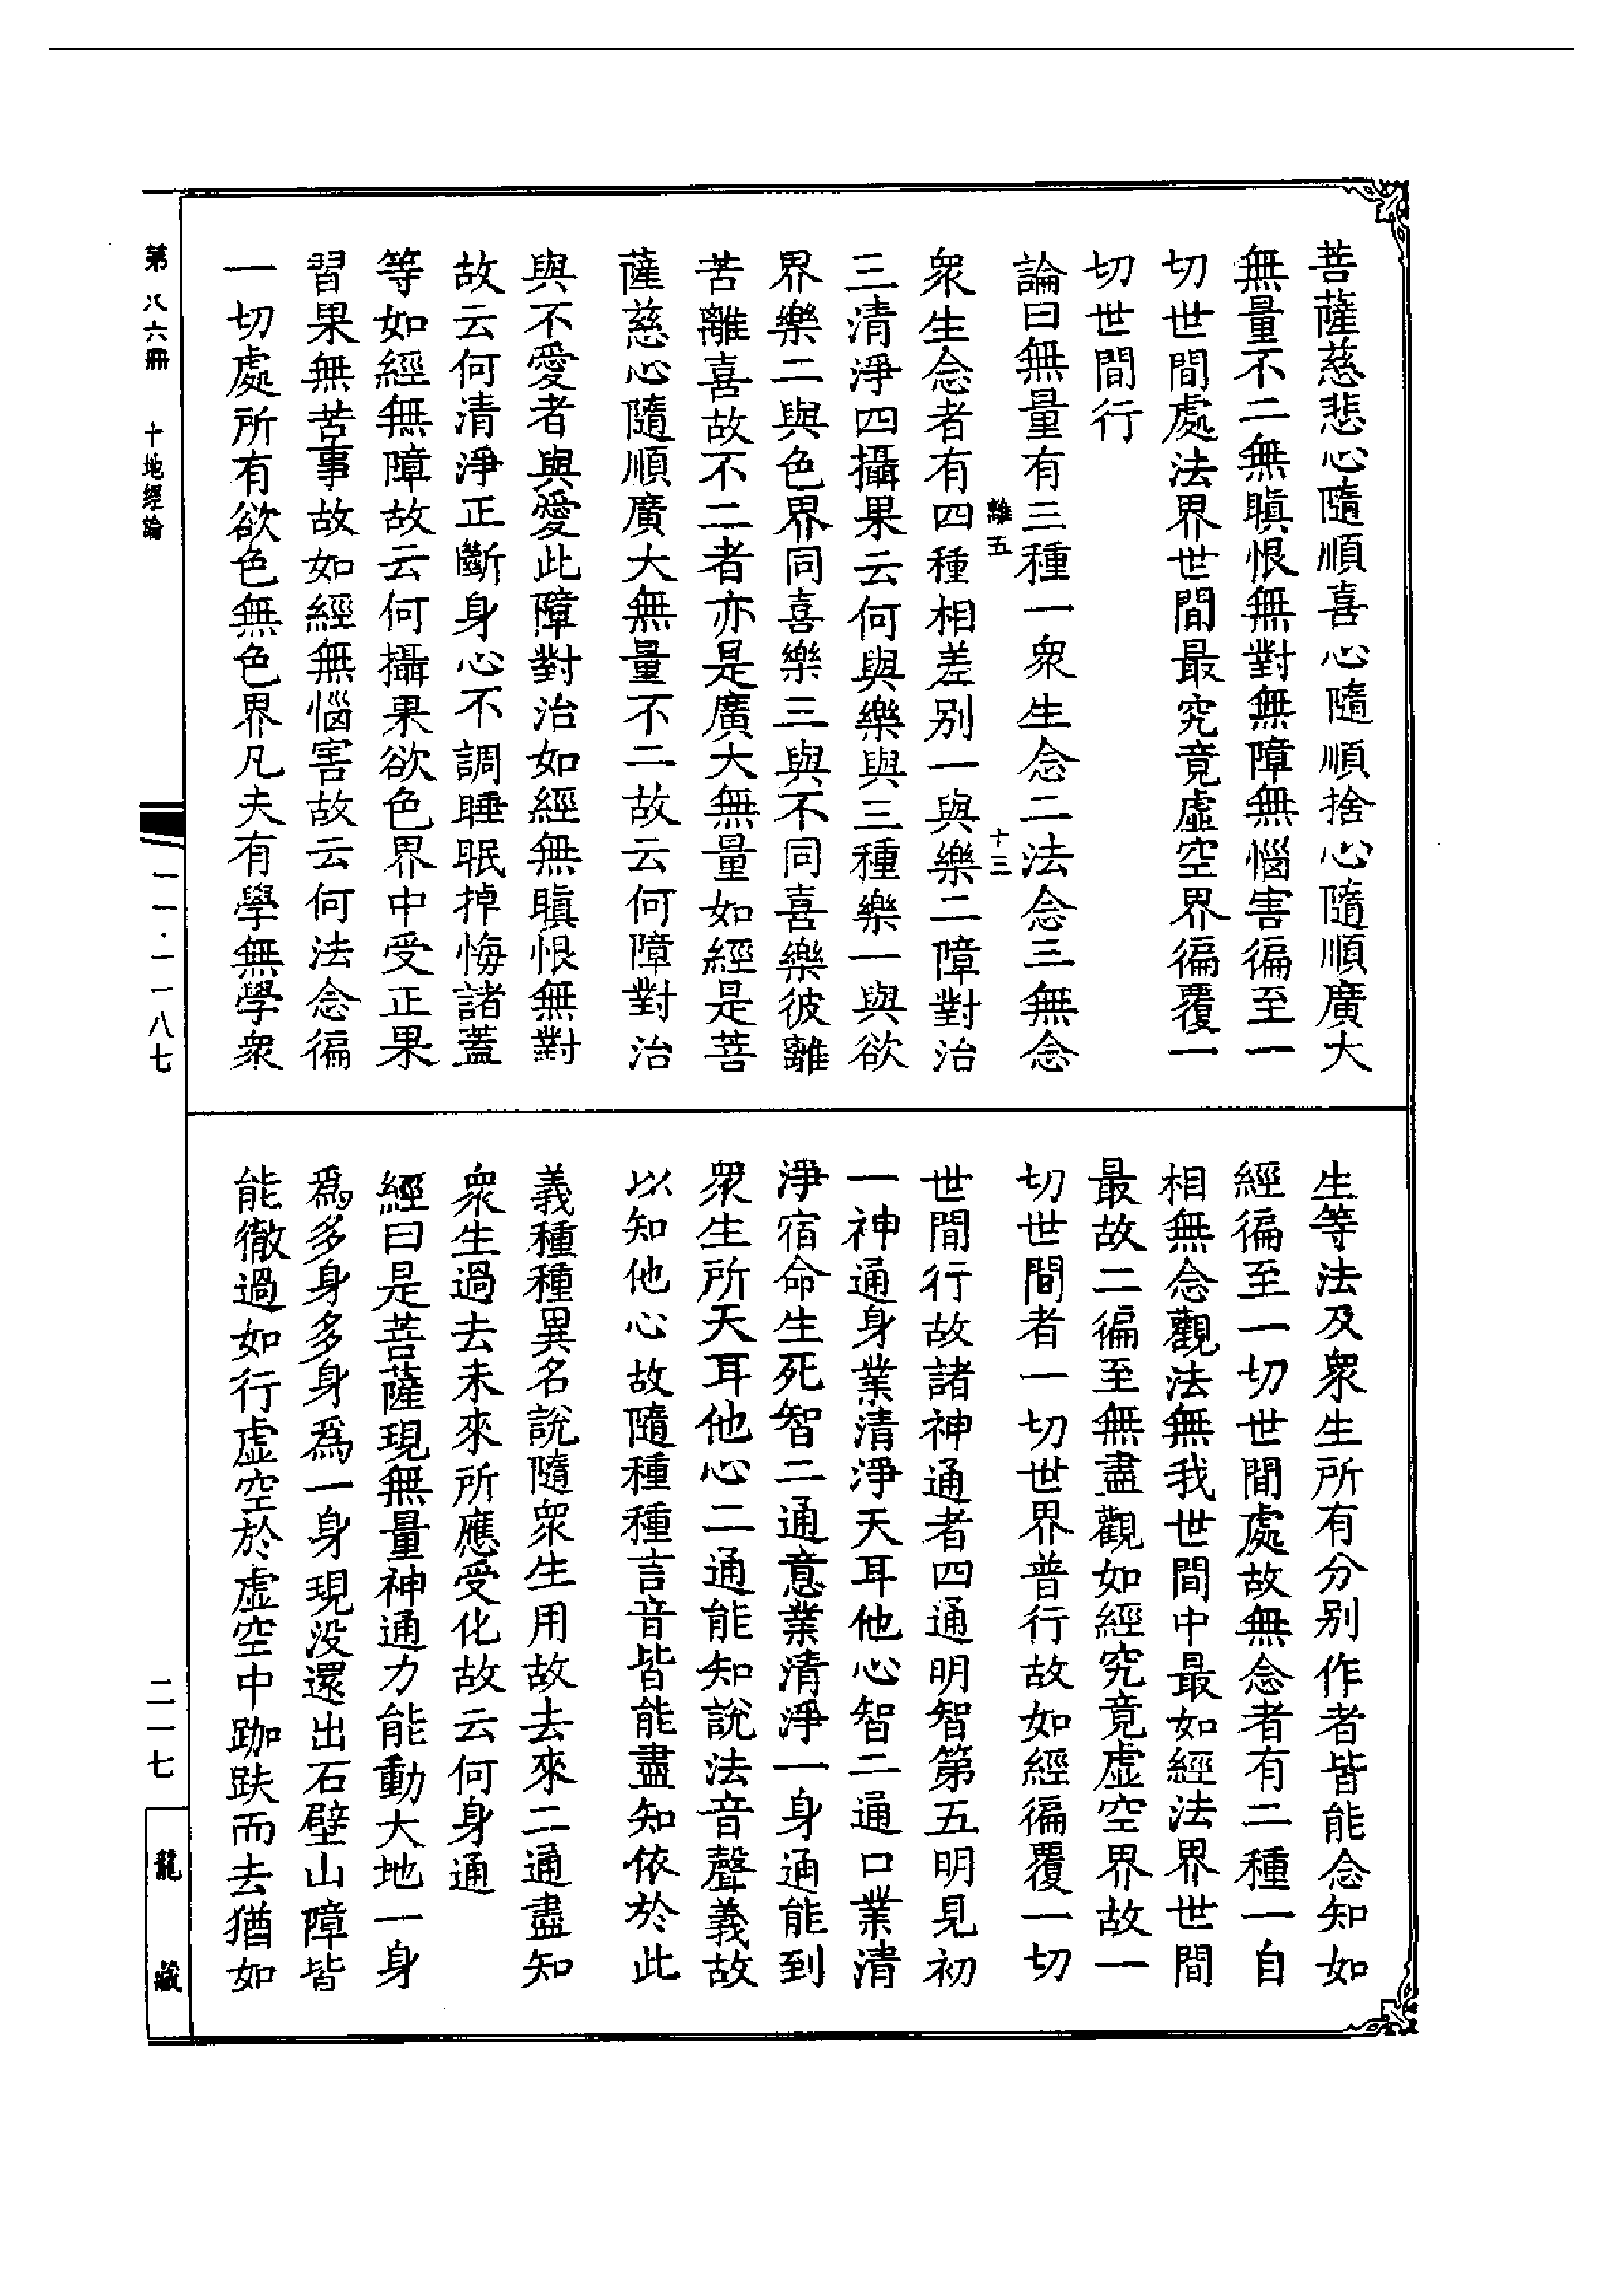 菩薩慈悲心隨順喜心隨順捨心隨順廣大
無量不二無瞋恨無對無障無惱害徧至一
切世間處法界世間最究竟虛空界徧覆一
切世間行
論曰無量有三種一衆生念二法念三無念
離五
十三
衆生念者有四種相差別一與樂二障對治
三清淨四攝果云何與樂與三種樂一與欲
界樂二與色界同喜樂三與不同喜樂彼離
苦離喜故不二者亦是廣大無量如經是菩
薩慈心隨順廣大無量不二故云何障對治
與不愛者與愛此障對治如經無瞋恨無對
故云何清淨正斷身心不調睡眠掉悔諸蓋
等如經無障故云何攝果欲色界中受正果
習果無苦事故如經無惱害故云何法念徧
一切處所有欲色無色界凡夫有學無學衆
生等法及衆生所有分別作者皆能念知如
經徧至一切世間處故無念者有二種一自
相無念觀法無我世間中最如經法界世間
最故二徧至無盡觀如經究竟虛空界故一
切世間者一切世界普行故如經徧覆一切
世間行故諸神通者四通明智第五明見初
一神通身業清淨天耳他心智二通口業清
淨宿命生死智二通意業清淨一身通能到
衆生所天耳他心二通能知說法音聲義故
以知他心故隨種種言音皆能盡知依於此
義種種異名說隨衆生用故去來二通盡知
衆生過去未來所應受化故云何身通
經曰是菩薩現無量神通力能動大地一身
爲多身多身爲一身現没還出石壁山障皆
能徹過如行虛空於虛空中跏趺而去猶如
第八六冊
十地經論
一一·一一八七
二一七
龍藏